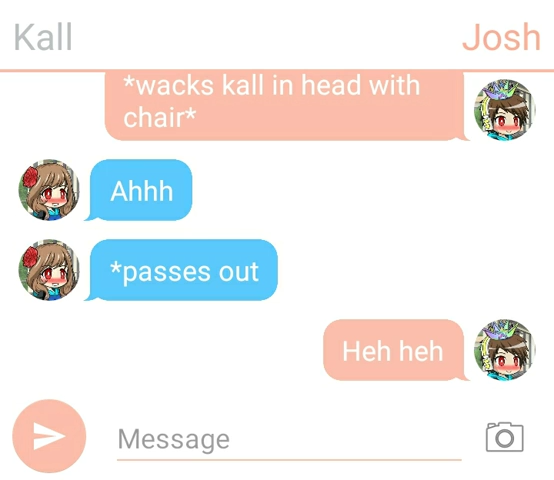 Kall
Josh
*wacks kall in head with
chair*
Ahhh
*passes out
Heh heh
Message